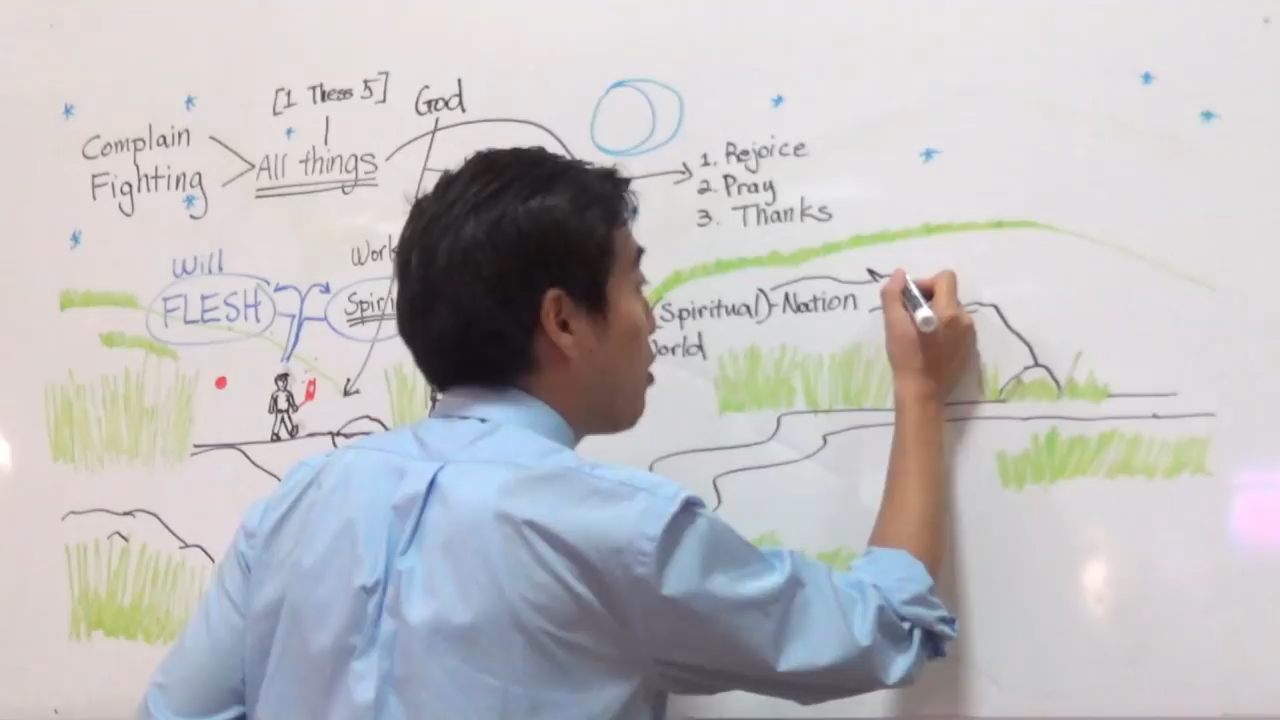 [1 Thess 5]
God
Complain
Fighting
All things
1. Rejoice
2. Pray
3. Thanks
Will
FLESH
(Spiritual)-Nation